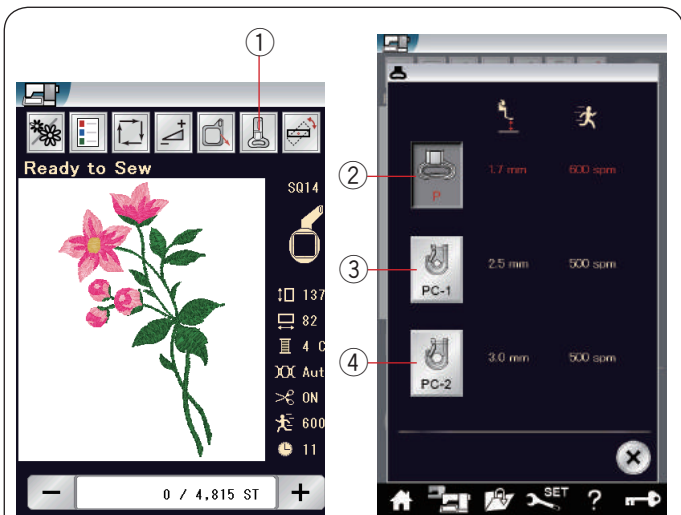 1
Ready to Sew
SQ14
137
82
4 C
Aut
ON
600
11
− 0 / 4,815 ST +
2
P 1.7 mm 600 spm
3
PC-1 2.5 mm 500 spm
4
PC-2 3.0 mm 500 spm
SET ?